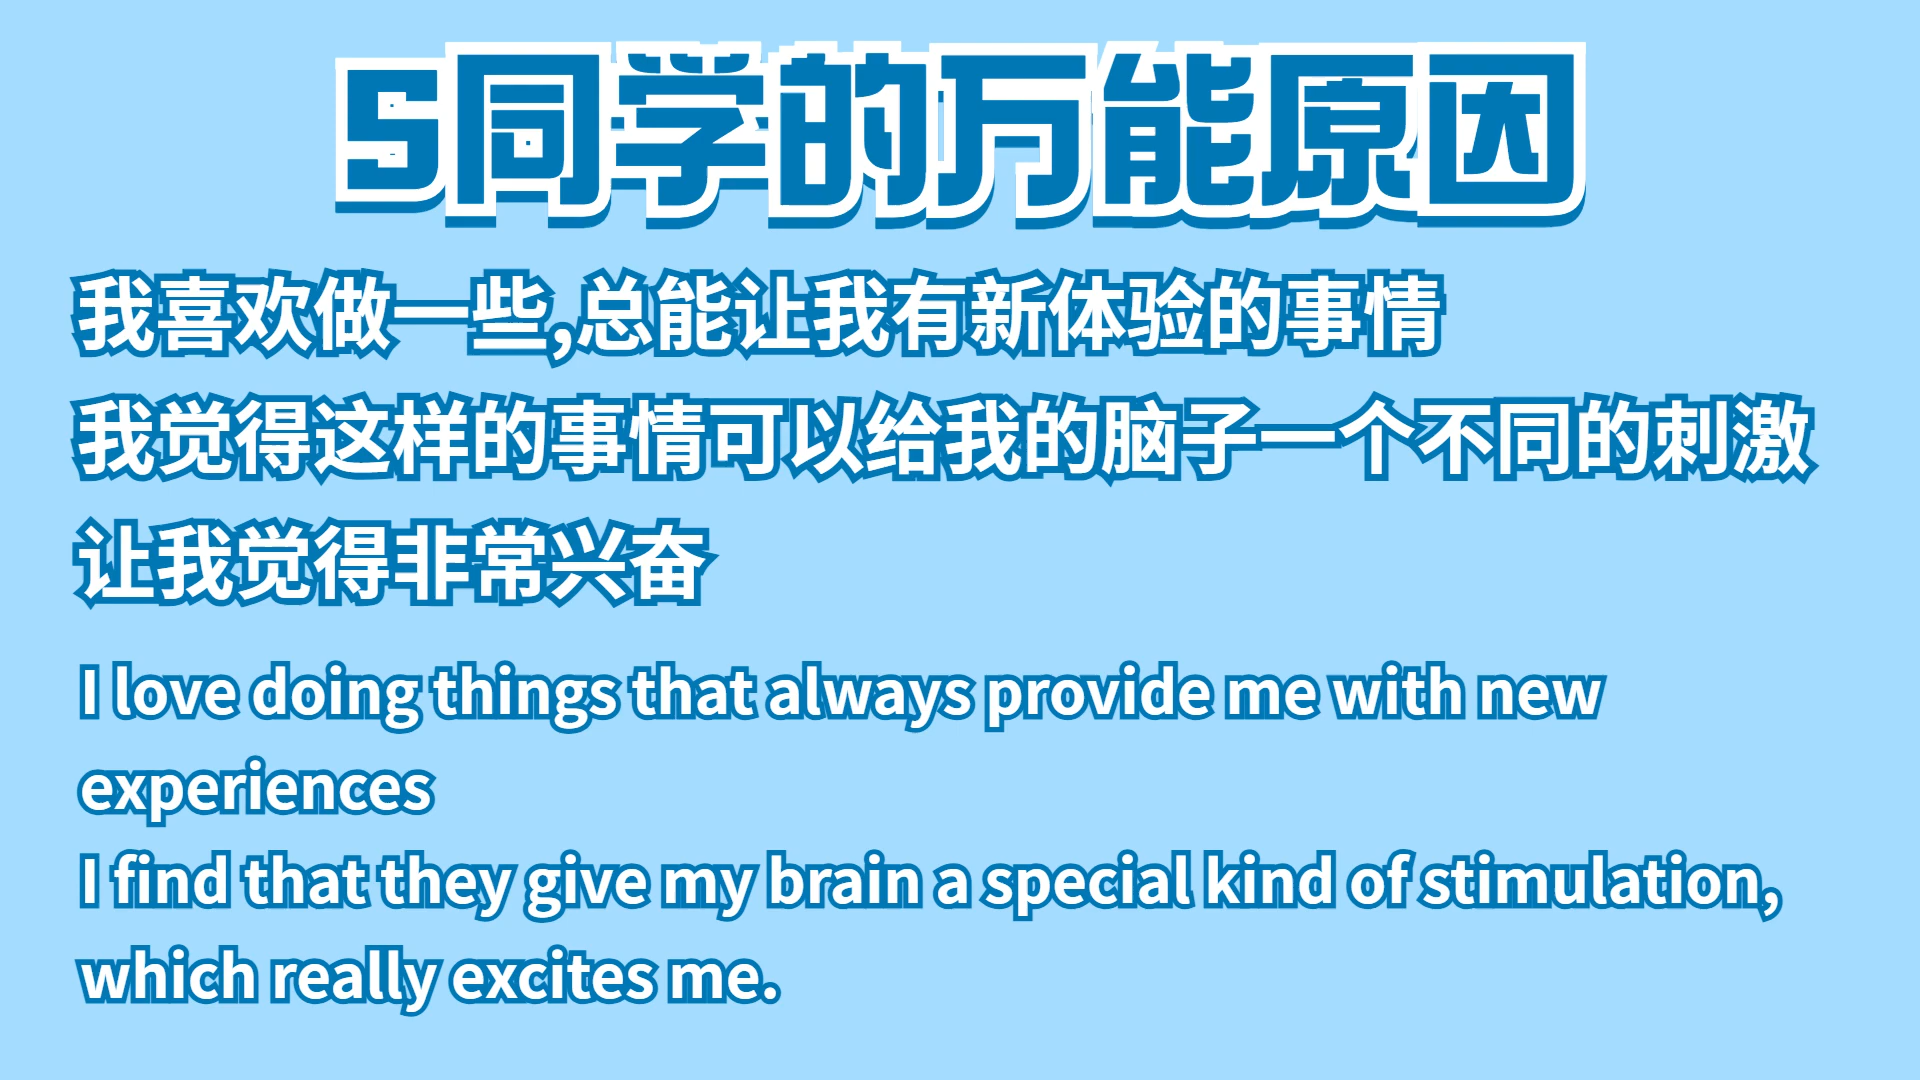 S同学的万能原因
我喜欢做一些,总能让我有新体验的事情
我觉得这样的事情可以给我的脑子一个不同的刺激
让我觉得非常兴奋
I love doing things that always provide me with new
experiences
I find that they give my brain a special kind of stimulation,
which really excites me.